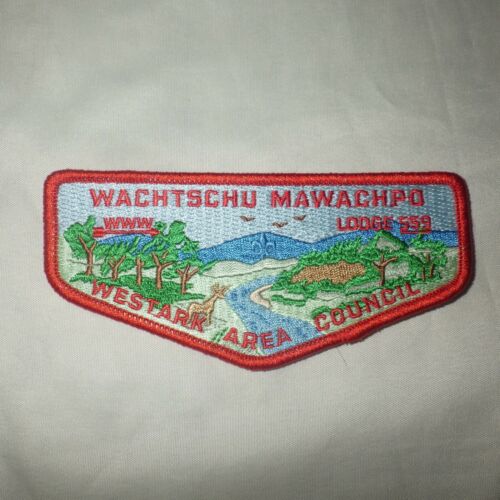 WACHTSCHU MAWACHPO
WWW
LODGE 559
WESTARK AREA COUNCIL